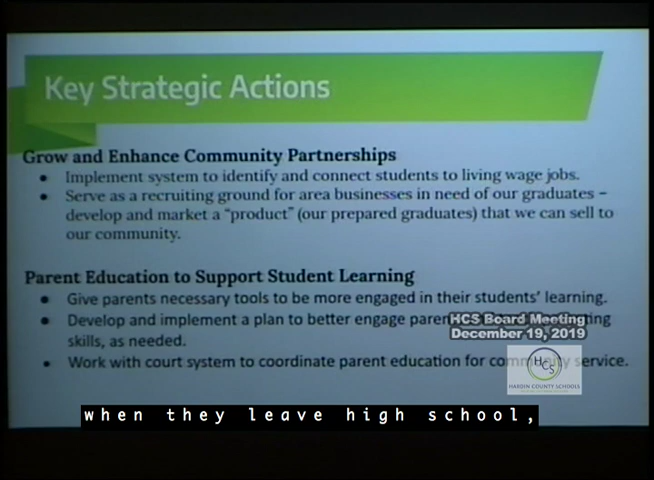 Key Strategic Actions
Grow and Enhance Community Partnerships
• Implement system to identify and connect students to living wage jobs.
• Serve as a recruiting ground for area businesses in need of our graduates –
develop and market a “product” (our prepared graduates) that we can sell to
our community.
Parent Education to Support Student Learning
• Give parents necessary tools to be more engaged in their students’ learning.
• Develop and implement a plan to better engage
skills, as needed.
• Work with court system to coordinate parent education for community service.
HCS Board Meeting
December 19, 2019
HCS
HARDIN COUNTY SCHOOLS
when they leave high school,